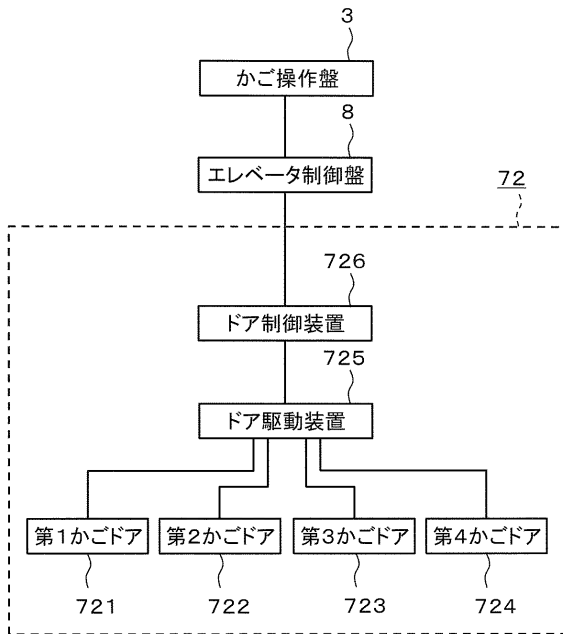 3
かご操作盤
8
エレベータ制御盤
72
726
ドア制御装置
725
ドア駆動装置
第1かごドア
第2かごドア
第3かごドア
第4かごドア
721
722
723
724